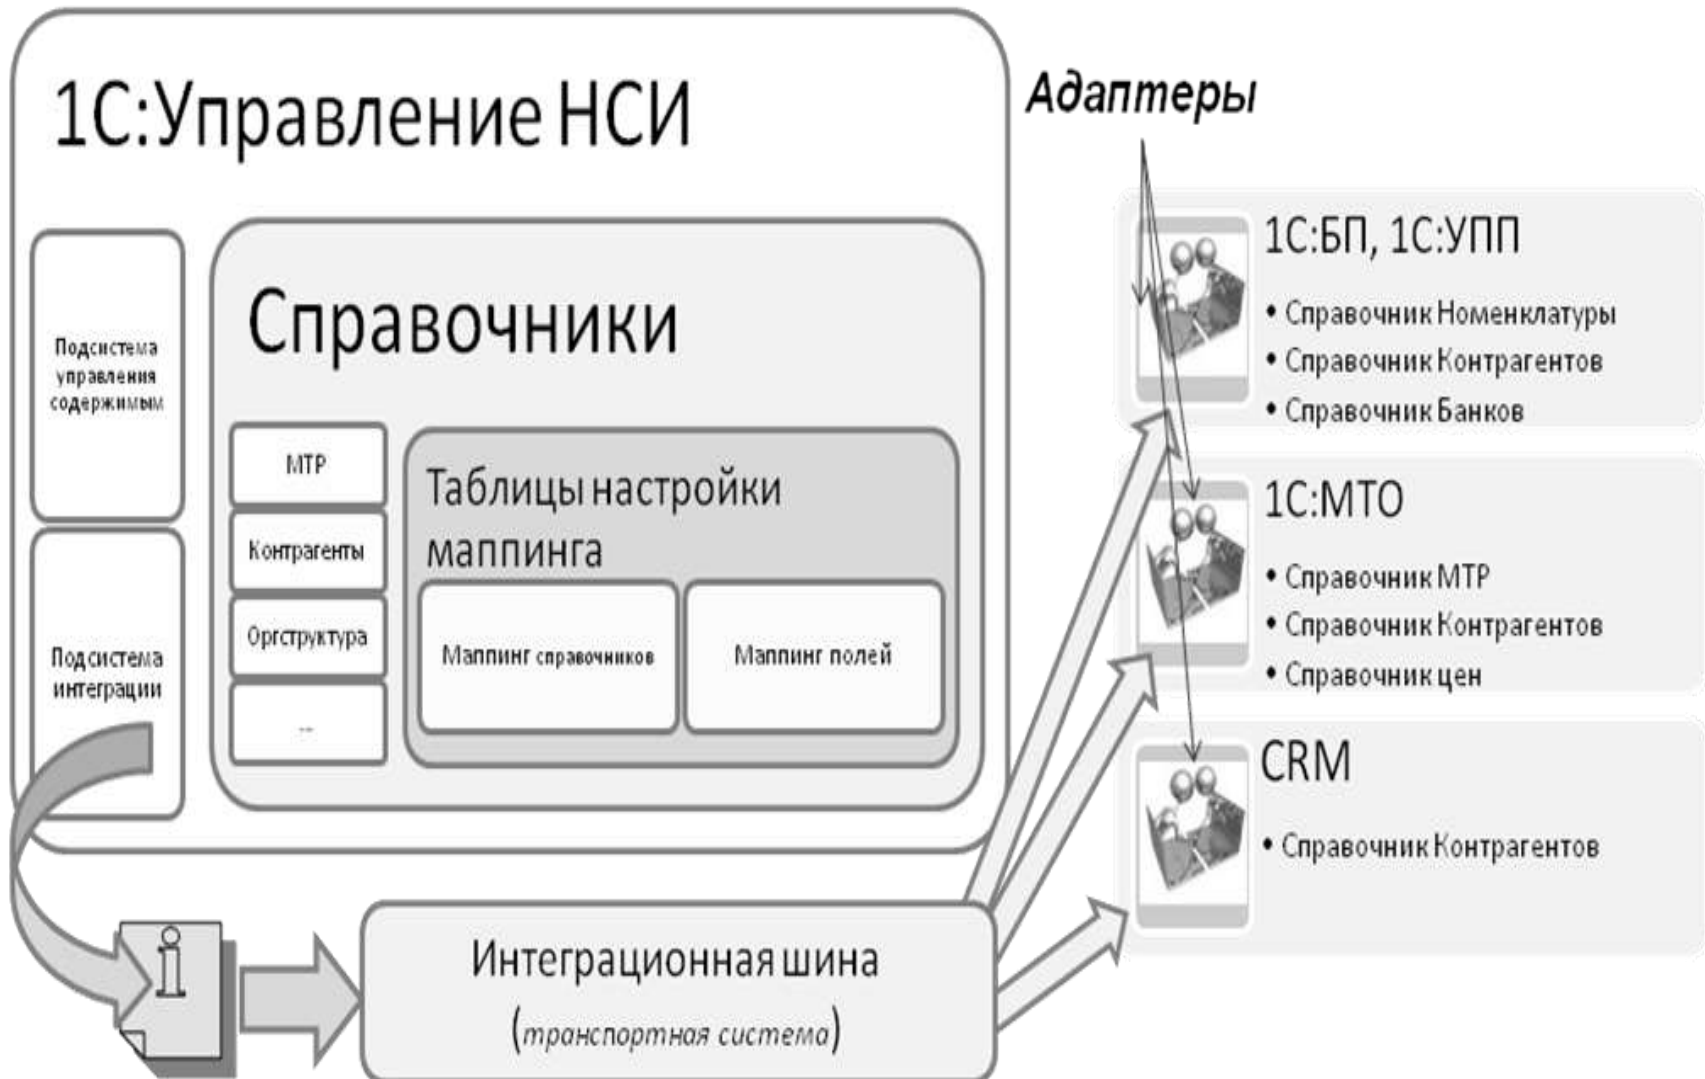 1С:Управление НСИ
Подсистема
управления
содержимым
Подсистема
интеграции
Справочники
МТР
Контрагенты
Оргструктура
...
Таблицы настройки
маппинга
Маппинг справочников
Маппинг полей
Интеграционная шина
(транспортная система)
Адаптеры
1С:БП, 1С:УПП
• Справочник Номенклатуры
• Справочник Контрагентов
• Справочник Банков
1С:МТО
• Справочник МТР
• Справочник Контрагентов
• Справочник цен
CRM
• Справочник Контрагентов